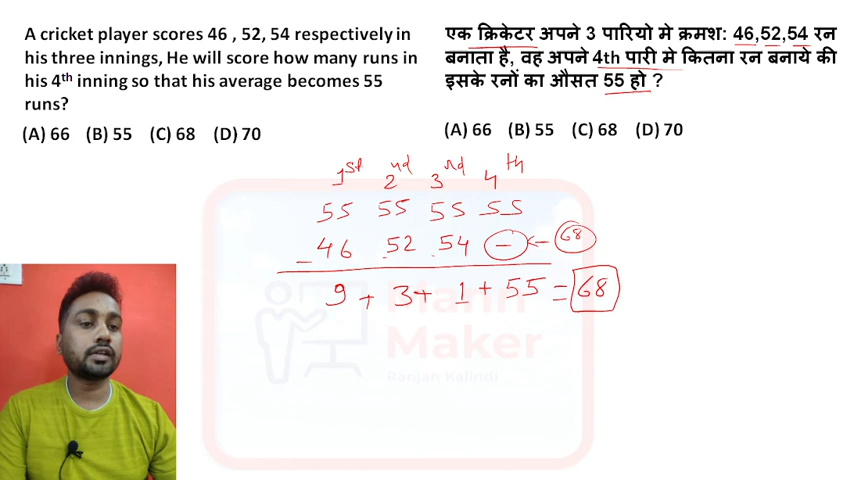 A cricket player scores 46 , 52, 54 respectively in
his three innings, He will score how many runs in
his 4th inning so that his average becomes 55
runs?
(A) 66 (B) 55 (C) 68 (D) 70
एक क्रिकेटर अपने 3 पारियो मे क्रमश: 46,52,54 रन
बनाता है, वह अपने 4th पारी मे कितना रन बनाये की
इसके रनों का औसत 55 हो ?
(A) 66 (B) 55 (C) 68 (D) 70
1st 2nd 3rd 4th
55 55 55 55
- 46 52 54 - ← 68
9 + 3 + 1 + 55 = 68
Maker
Ranjan Kalindi